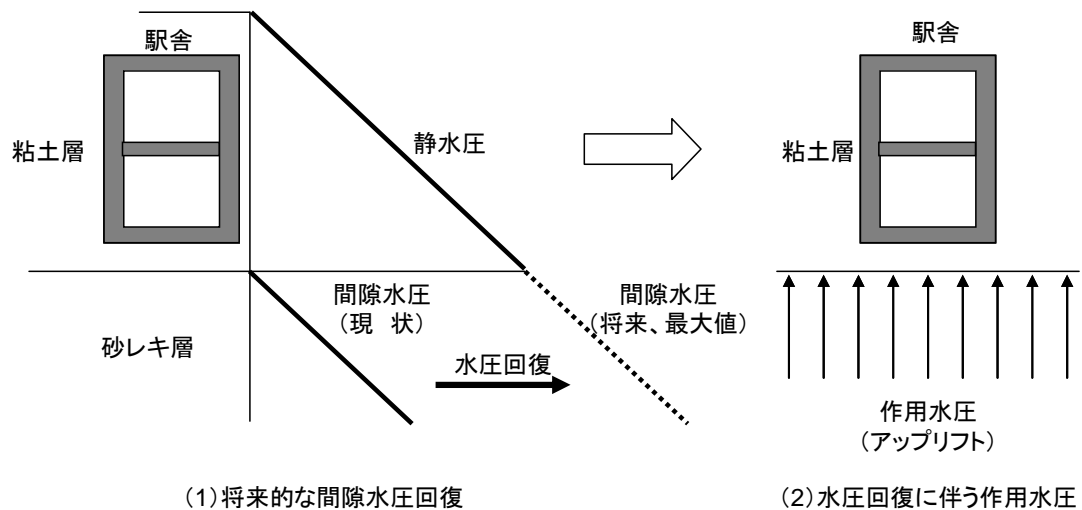 駅舎
粘土層
静水圧
間隙水圧
（現　状）
間隙水圧
（将来、最大値）
砂レキ層
水圧回復
（1）将来的な間隙水圧回復
駅舎
粘土層
作用水圧
（アップリフト）
（2）水圧回復に伴う作用水圧